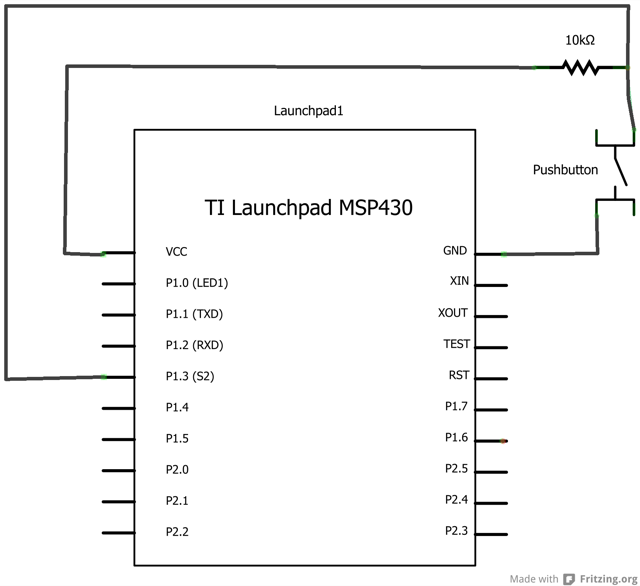 10kΩ
Launchpad1
Pushbutton
TI Launchpad MSP430
VCC
GND
P1.0 (LED1)
XIN
P1.1 (TXD)
XOUT
P1.2 (RXD)
TEST
P1.3 (S2)
RST
P1.4
P1.7
P1.5
P1.6
P2.0
P2.5
P2.1
P2.4
P2.2
P2.3
Made with Fritzing.org